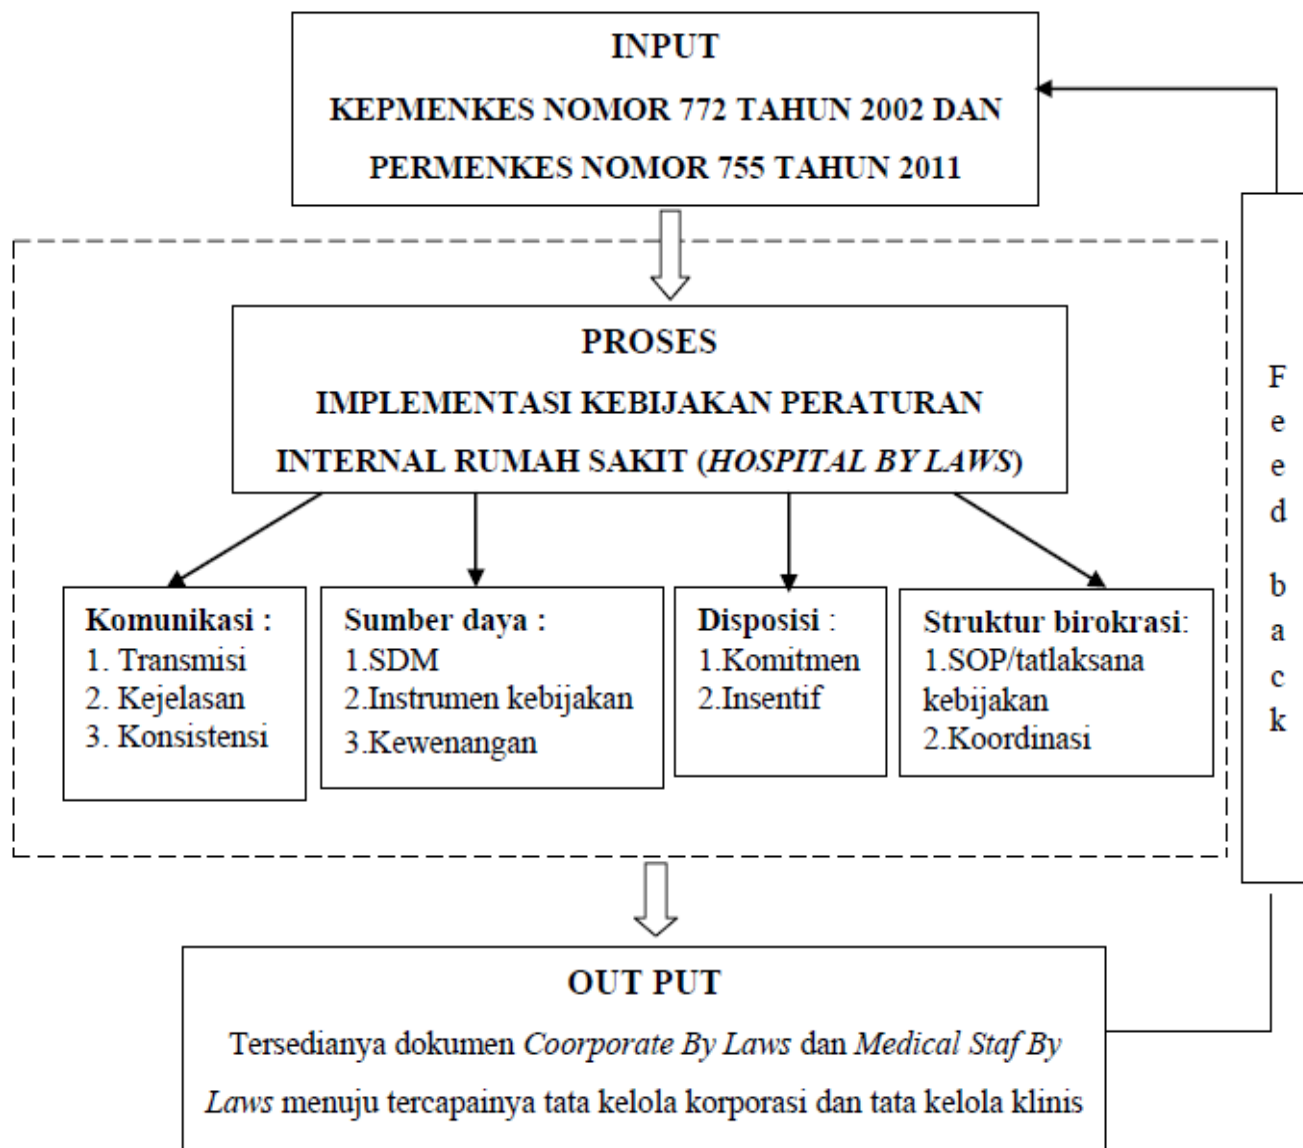 INPUT
KEPMENKES NOMOR 772 TAHUN 2002 DAN
PERMENKES NOMOR 755 TAHUN 2011
PROSES
IMPLEMENTASI KEBIJAKAN PERATURAN
INTERNAL RUMAH SAKIT (HOSPITAL BY LAWS)
Komunikasi :
1. Transmisi
2. Kejelasan
3. Konsistensi
Sumber daya :
1.SDM
2.Instrumen kebijakan
3.Kewenangan
Disposisi :
1.Komitmen
2.Insentif
Struktur birokrasi:
1.SOP/tatlaksana
kebijakan
2.Koordinasi
Feed back
OUT PUT
Tersedianya dokumen Coorporate By Laws dan Medical Staf By
Laws menuju tercapainya tata kelola korporasi dan tata kelola klinis